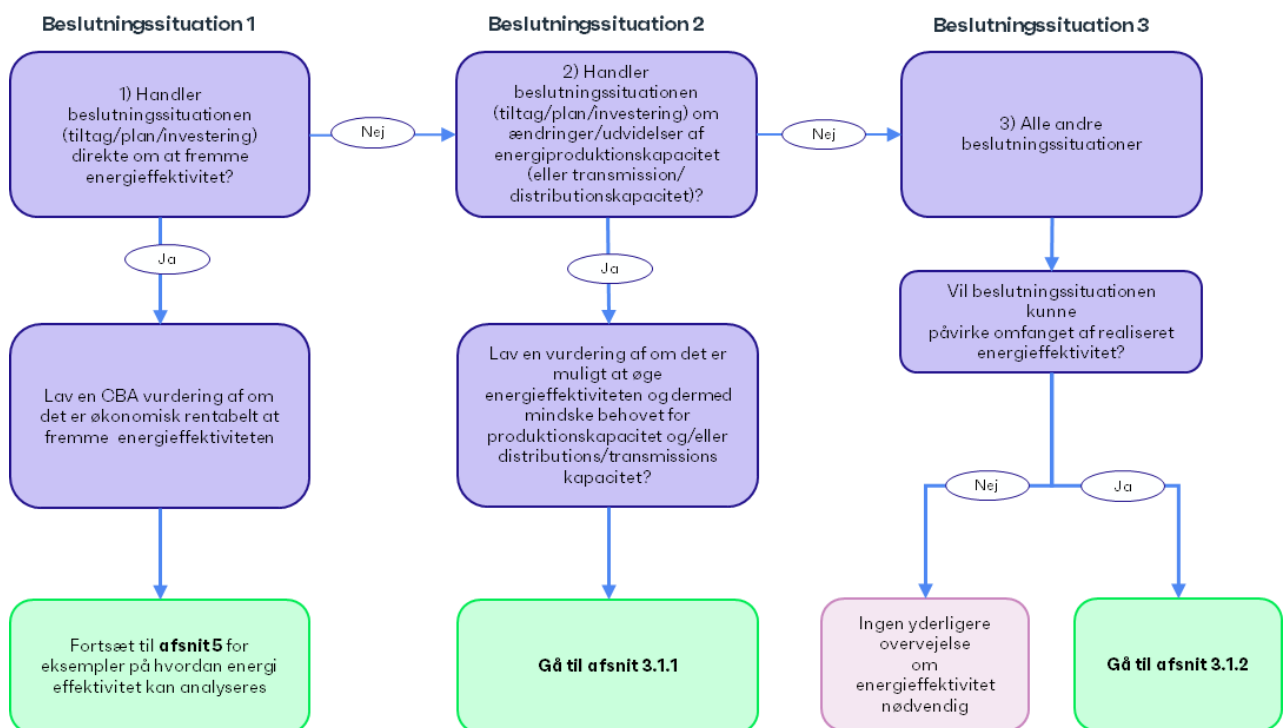 Beslutningssituation 1
Beslutningssituation 2
Beslutningssituation 3
1) Handler
beslutningssituationen
(tiltag/plan/investering)
direkte om at fremme
energieffektivitet?
Nej
2) Handler
beslutningssituationen
(tiltag/plan/investering) om
ændringer/udvidelser af
energiproduktionskapacitet
(eller transmission/
distributionskapacitet)?
Nej
3) Alle andre
beslutningssituationer
Ja
Ja
Vil beslutningssituationen
kunne
påvirke omfanget af realiseret
energieffektivitet?
Lav en CBA vurdering af om
det er økonomisk rentabelt at
fremme energieffektiviteten
Lav en vurdering af om det er
muligt at øge
energieffektiviteten og dermed
mindske behovet for
produktionskapacitet og/eller
distributions/transmissions
kapacitet?
Nej
Ja
Fortsæt til afsnit 5 for
eksempler på hvordan energi
effektivitet kan analyseres
Gå til afsnit 3.1.1
Ingen yderligere
overvejelse
om
energieffektivitet
nødvendig
Gå til afsnit 3.1.2